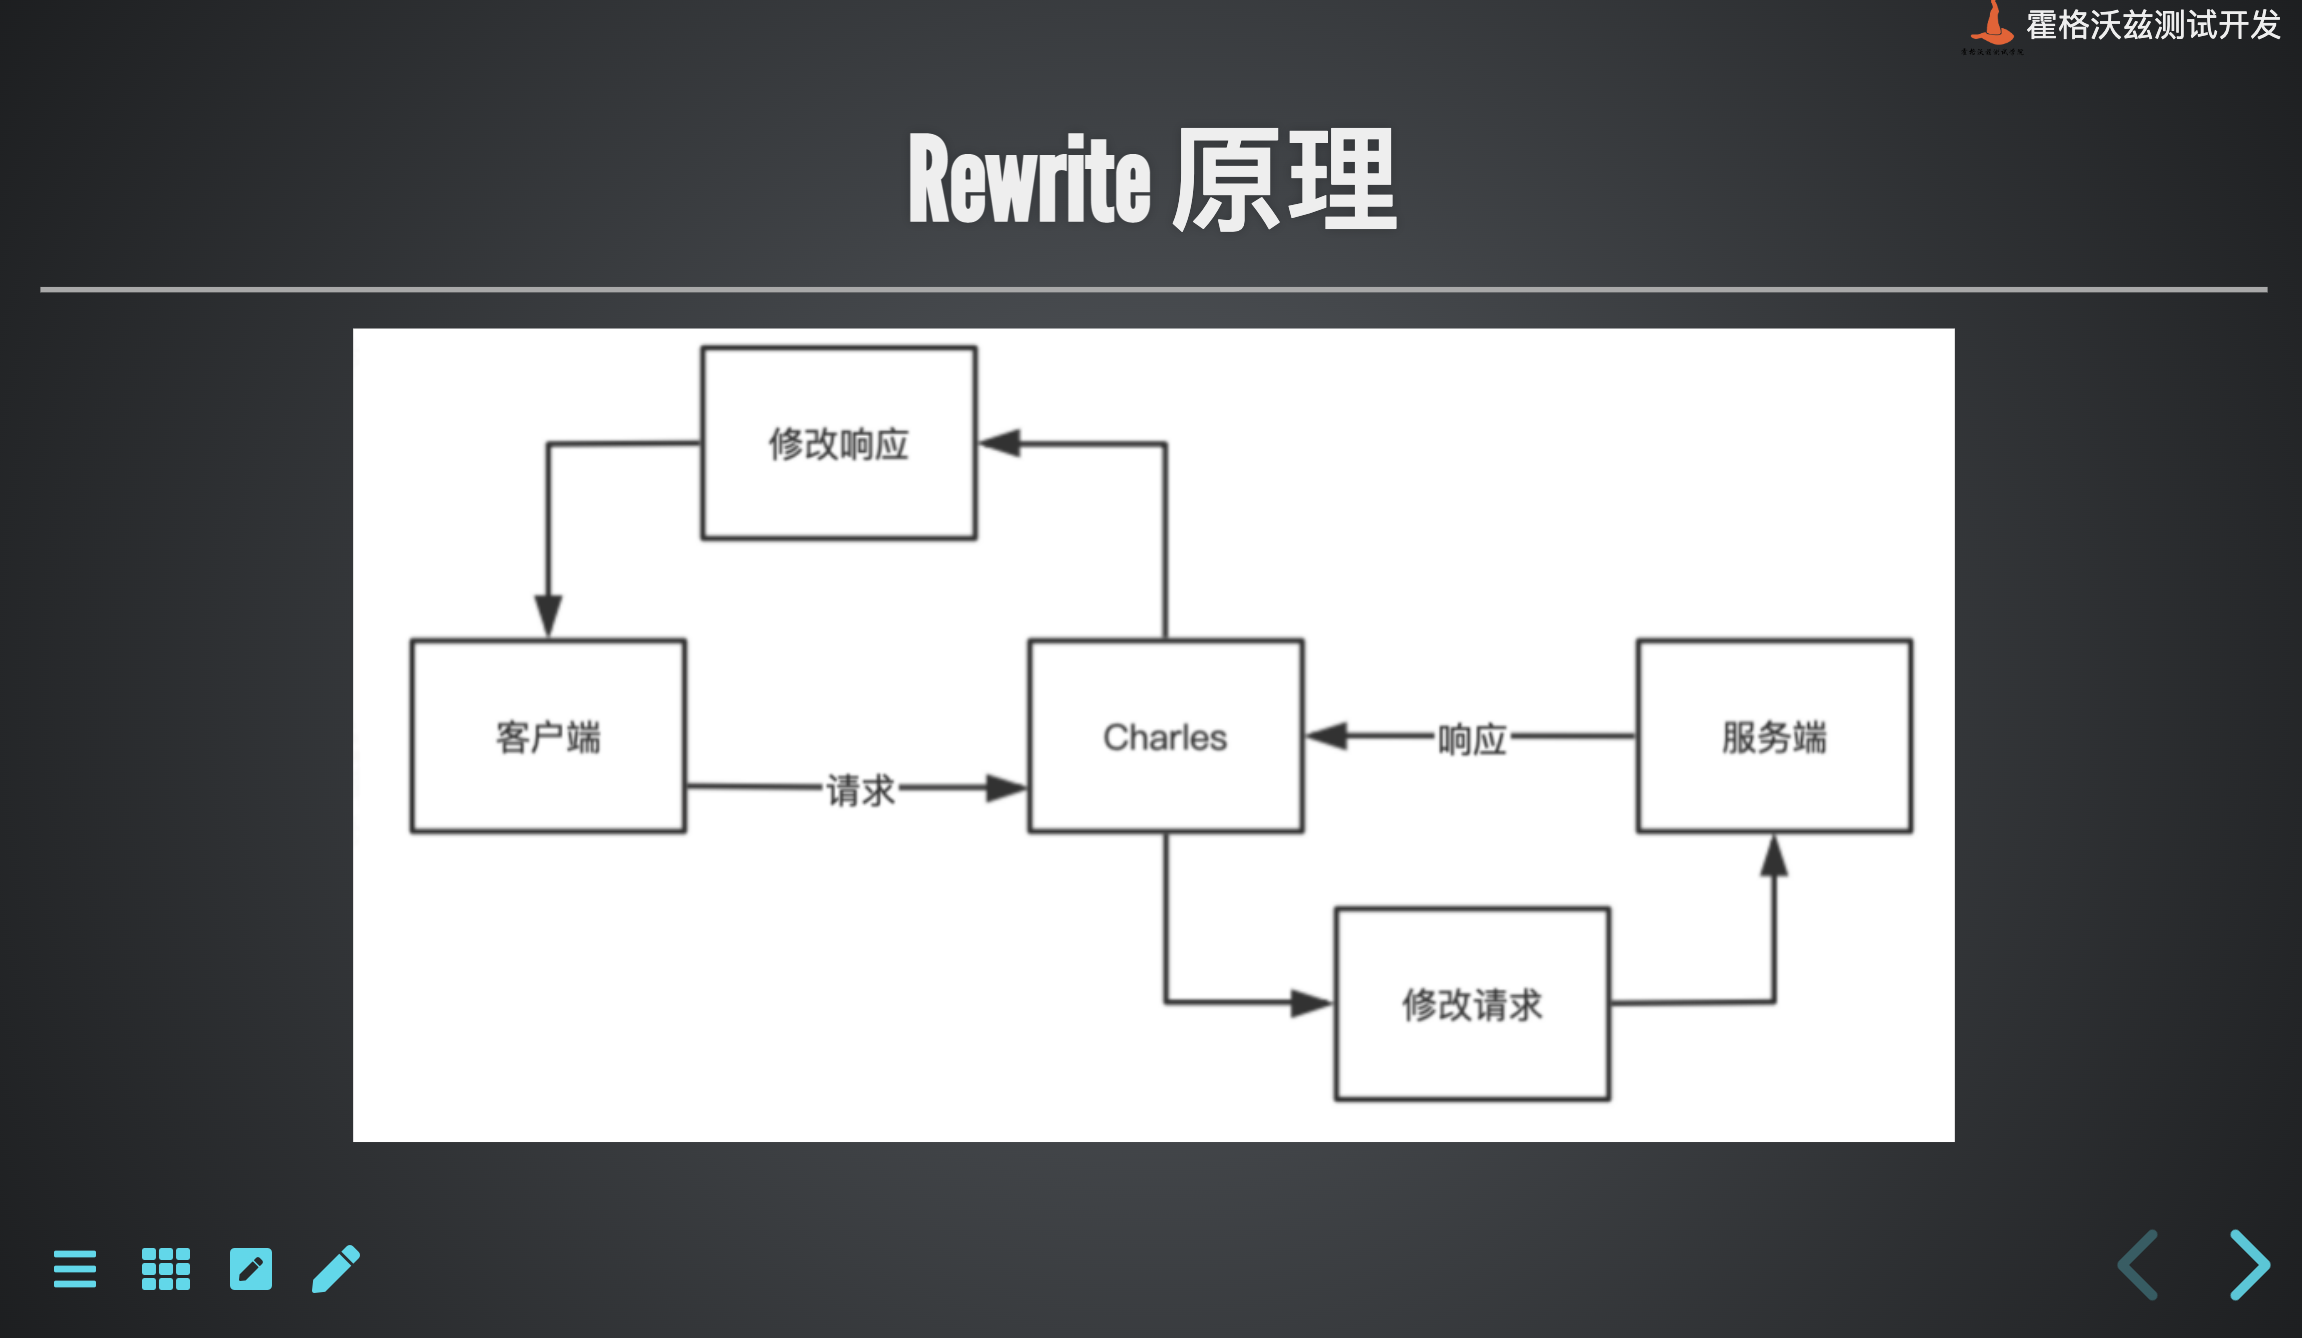 霍格沃兹测试开发
Rewrite 原理
修改响应
客户端
Charles
服务端
响应
请求
修改请求